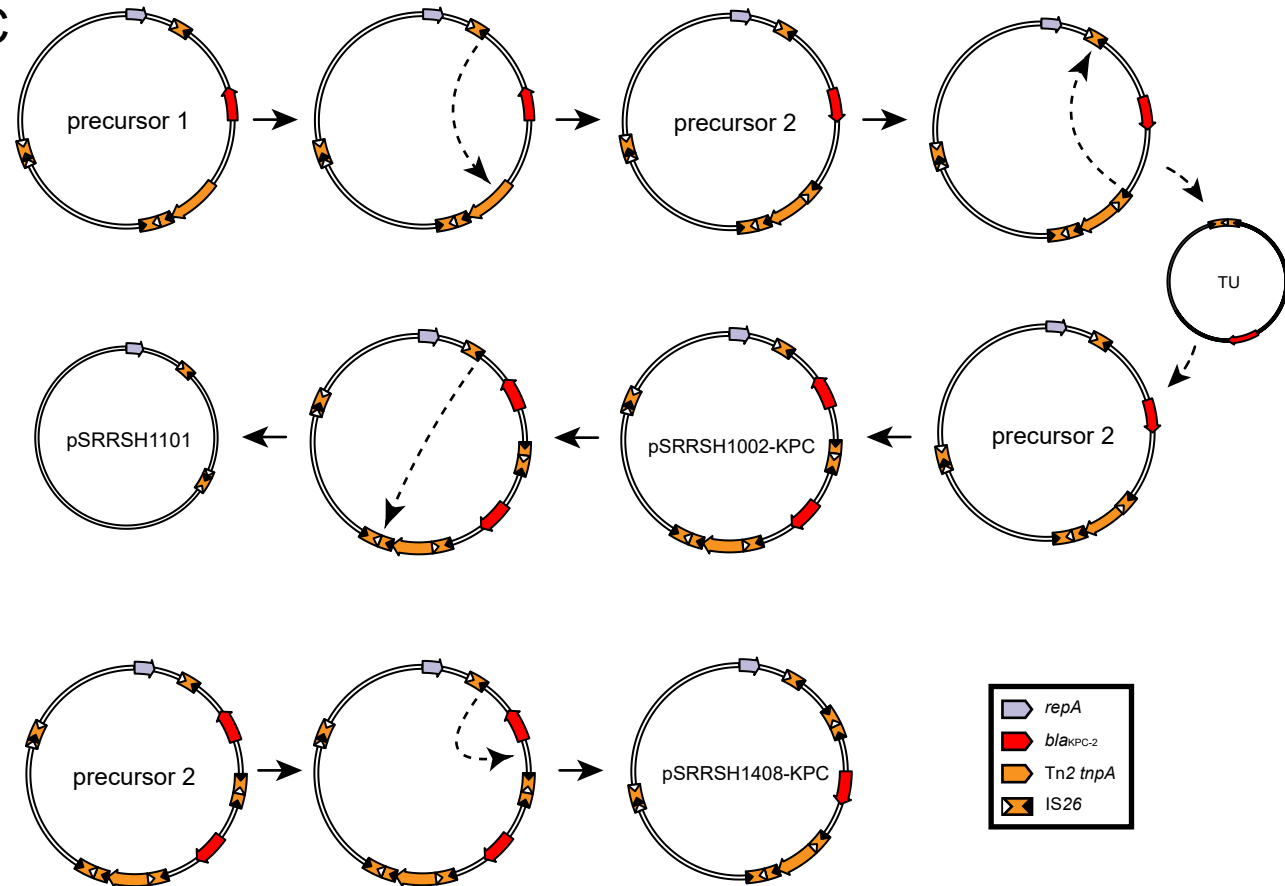 C
precursor 1
precursor 2
TU
pSRRSH1101
pSRRSH1002-KPC
precursor 2
precursor 2
pSRRSH1408-KPC
repA
blaKPC-2
Tn2 tnpA
IS26